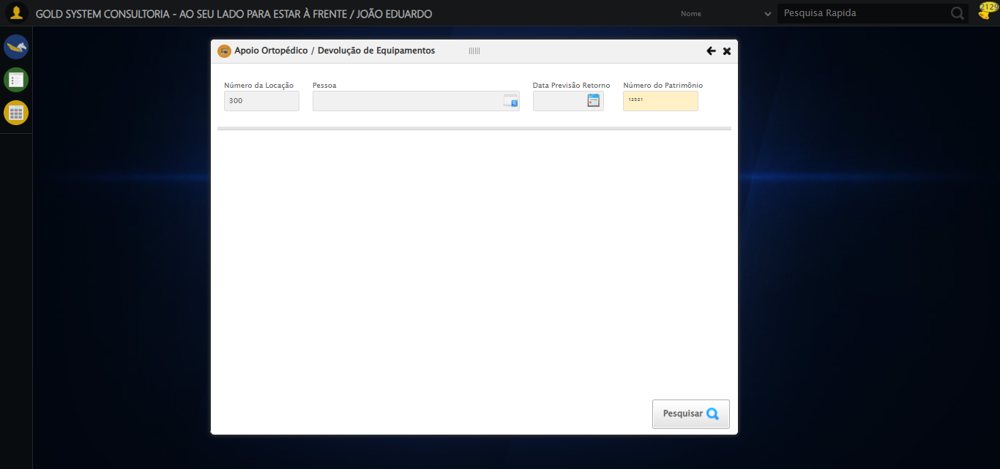 GOLD SYSTEM CONSULTORIA - AO SEU LADO PARA ESTAR À FRENTE / JOÃO EDUARDO
Nome
Pesquisa Rapida
2129
Apoio Ortopédico / Devolução de Equipamentos
Número da Locação
Pessoa
Data Previsão Retorno
Número do Patrimônio
300
12521
Pesquisar